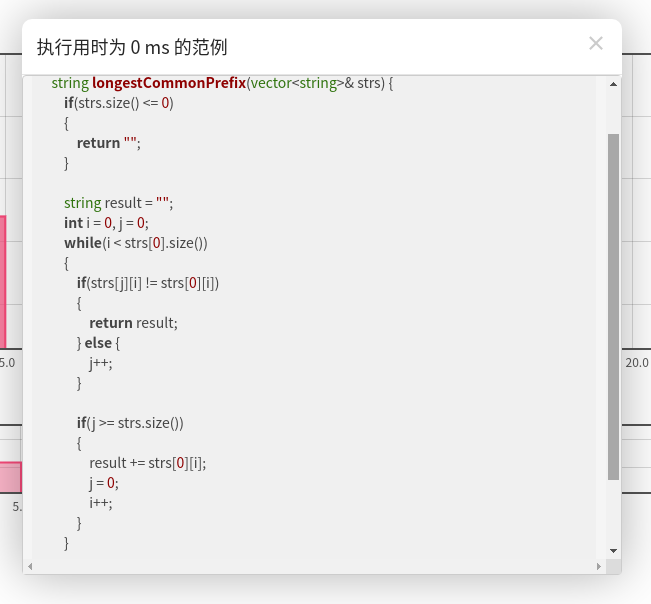 执行用时为 0 ms 的范例
×
string longestCommonPrefix(vector<string>& strs) {
if(strs.size() <= 0)
{
return "";
}
string result = "";
int i = 0, j = 0;
while(i < strs[0].size())
{
if(strs[j][i] != strs[0][i])
{
return result;
} else {
j++;
}
if(j >= strs.size())
{
result += strs[0][i];
j = 0;
i++;
}
}
5.0
20.0
5.